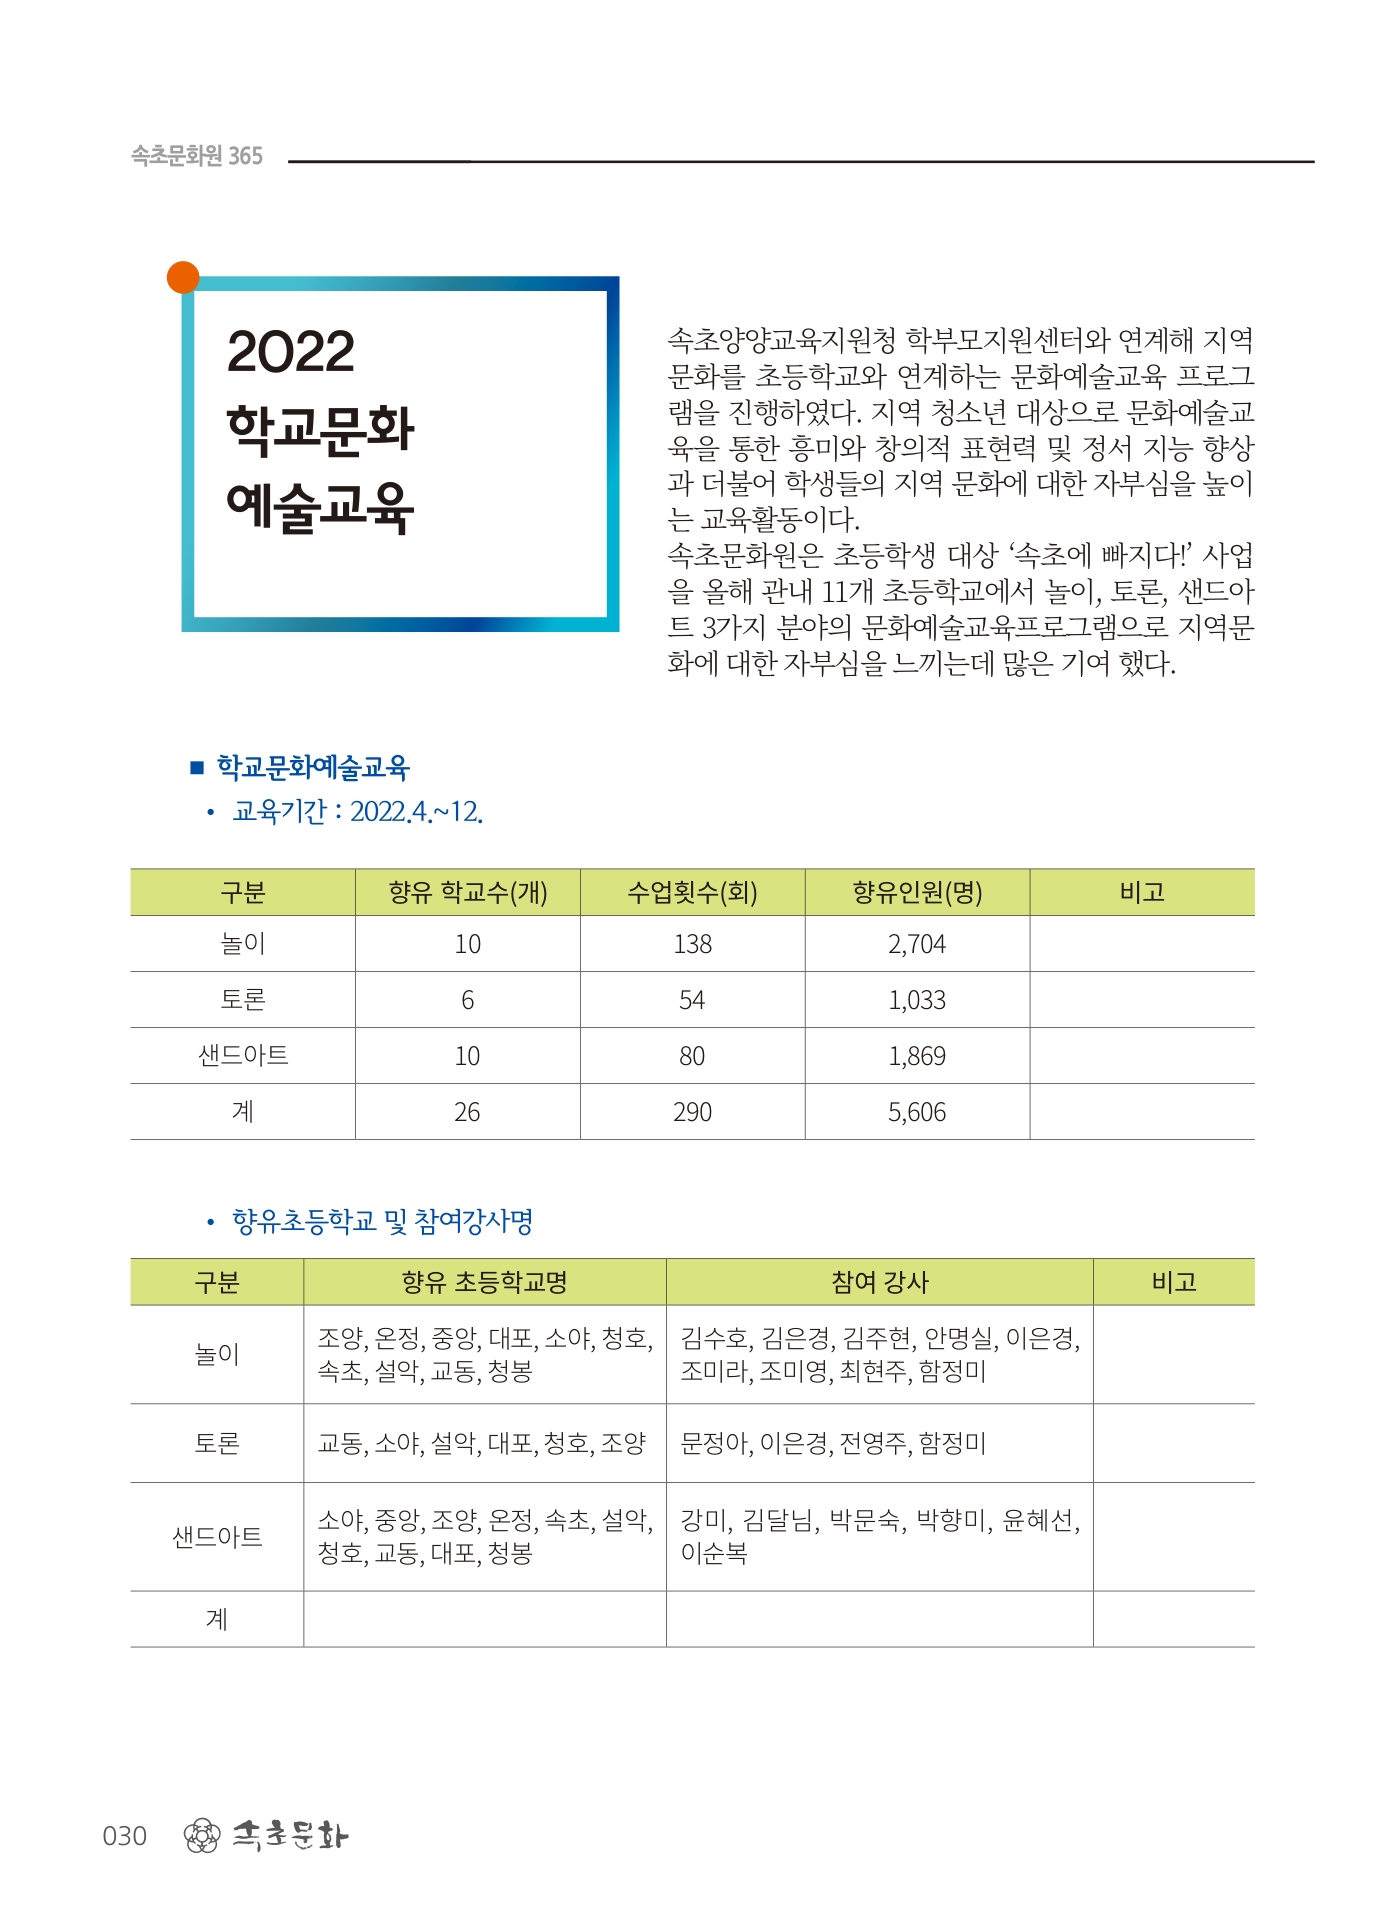 속초문화원 365
2022
학교문화
예술교육
속초양양교육지원청 학부모지원센터와 연계해 지역
문화를 초등학교와 연계하는 문화예술교육 프로그
램을 진행하였다. 지역 청소년 대상으로 문화예술교
육을 통한 흥미와 창의적 표현력 및 정서 지능 향상
과 더불어 학생들의 지역 문화에 대한 자부심을 높이
는 교육활동이다.
속초문화원은 초등학생 대상 ‘속초에 빠지다!’ 사업
을 올해 관내 11개 초등학교에서 놀이, 토론, 샌드아
트 3가지 분야의 문화예술교육프로그램으로 지역문
화에 대한 자부심을 느끼는데 많은 기여 했다.
■ 학교문화예술교육
• 교육기간 : 2022.4.~12.
구분 향유 학교수(개) 수업횟수(회) 향유인원(명) 비고
놀이 10 138 2,704
토론 6 54 1,033
샌드아트 10 80 1,869
계 26 290 5,606
• 향유초등학교 및 참여강사명
구분 향유 초등학교명 참여 강사 비고
놀이
조양, 온정, 중앙, 대포, 소야, 청호,
속초, 설악, 교동, 청봉
김수호, 김은경, 김주현, 안명실, 이은경,
조미라, 조미영, 최현주, 함정미
토론 교동, 소야, 설악, 대포, 청호, 조양 문정아, 이은경, 전영주, 함정미
샌드아트
소야, 중앙, 조양, 온정, 속초, 설악,
청호, 교동, 대포, 청봉
강미, 김달님, 박문숙, 박향미, 윤혜선,
이순복
계
030 속초문화